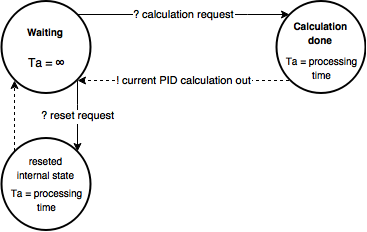 ? calculation request
Waiting
Ta = ∞
Calculation
done
Ta = processing
time
! current PID calculation out
? reset request
reseted
internal state
Ta = processing
time